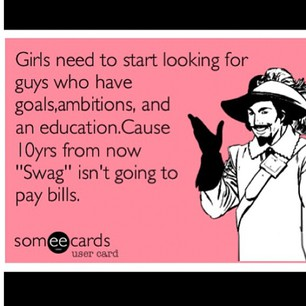 Girls need to start looking for
guys who have
goals,ambitions, and
an education.Cause
10yrs from now
"Swag" isn't going to
pay bills.
someecards
user card